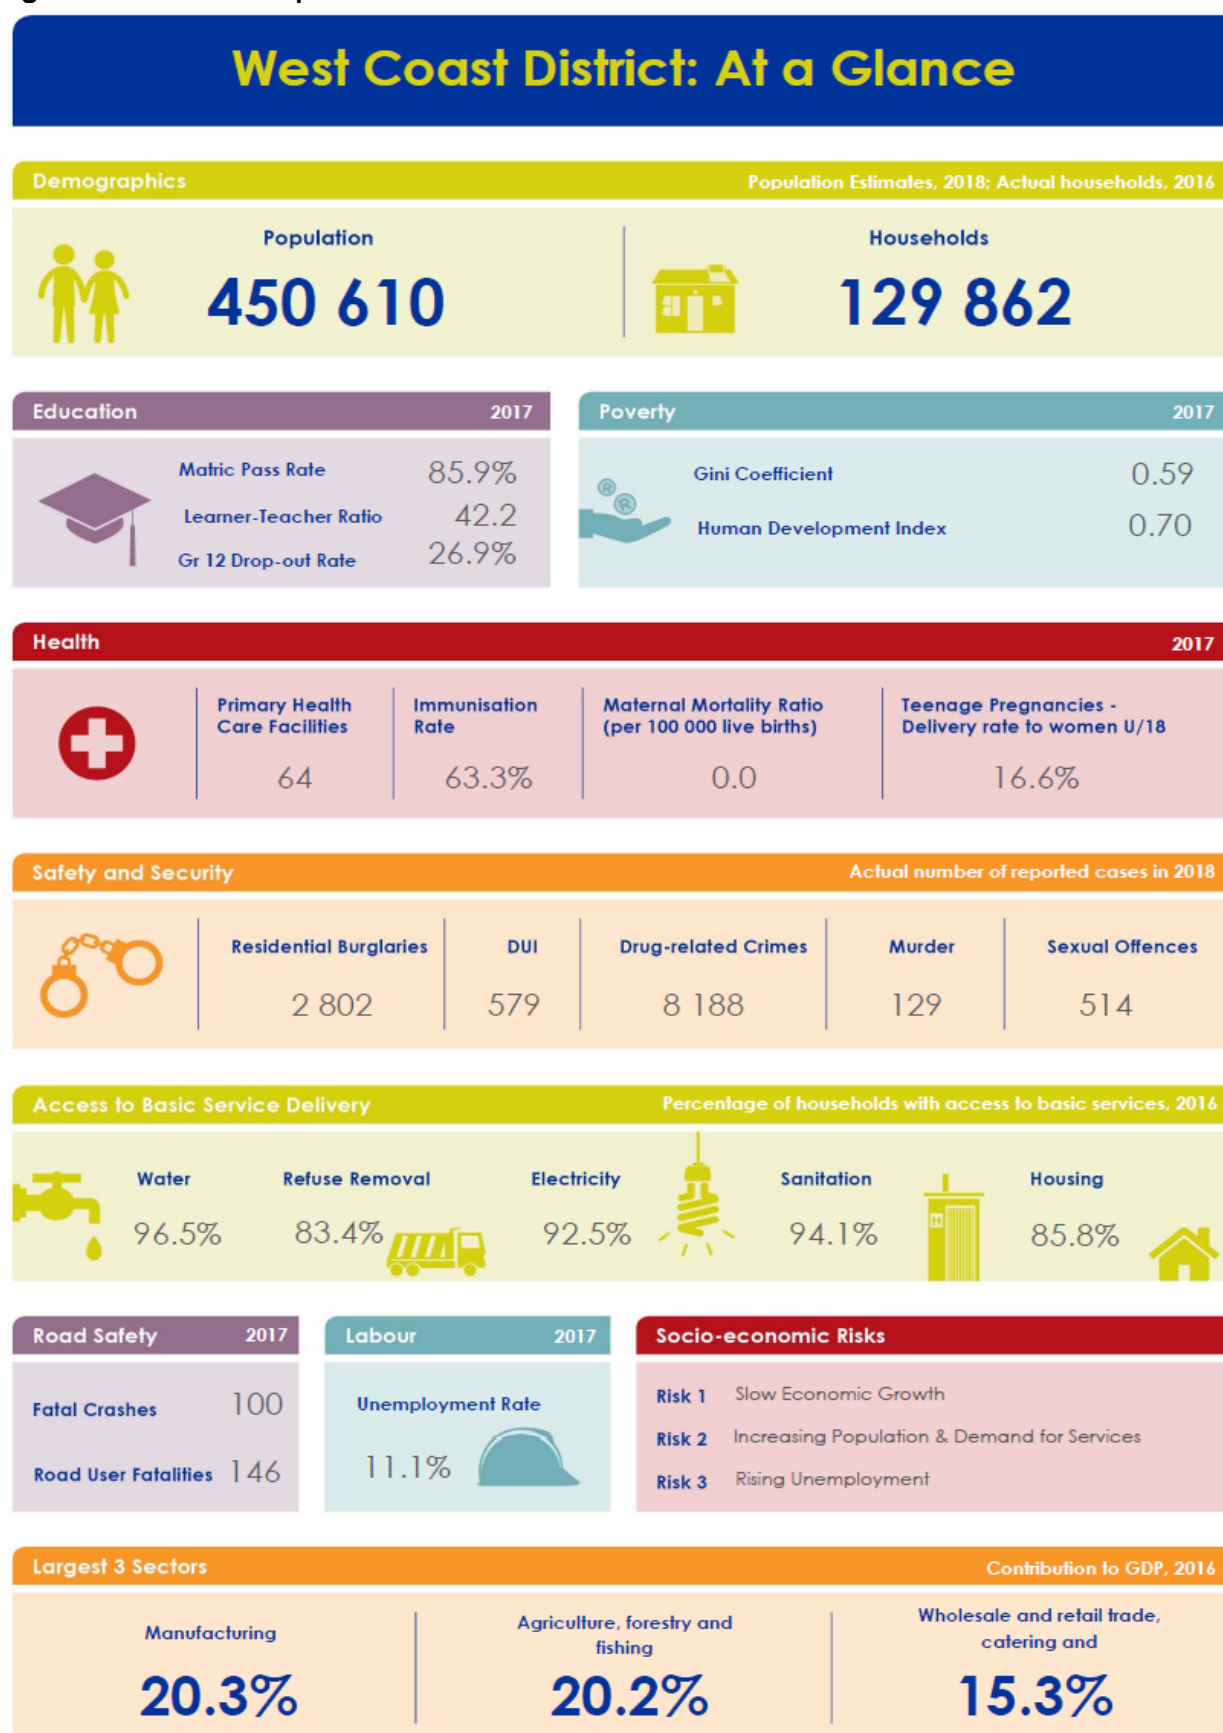 West Coast District: At a Glance
Demographics
Population Estimates, 2018; Actual households, 2016
Population
450 610
Households
129 862
Education 2017
Matric Pass Rate 85.9%
Learner-Teacher Ratio 42.2
Gr 12 Drop-out Rate 26.9%
Poverty 2017
Gini Coefficient 0.59
Human Development Index 0.70
R
R
Health 2017
Primary Health
Care Facilities
64
Immunisation
Rate
63.3%
Maternal Mortality Ratio
(per 100 000 live births)
0.0
Teenage Pregnancies -
Delivery rate to women U/18
16.6%
Safety and Security
Actual number of reported cases in 2018
Residential Burglaries
2 802
DUI
579
Drug-related Crimes
8 188
Murder
129
Sexual Offences
514
Access to Basic Service Delivery
Percentage of households with access to basic services, 2016
Water
96.5%
Refuse Removal
83.4%
Electricity
92.5%
Sanitation
94.1%
Housing
85.8%
Road Safety 2017
Fatal Crashes 100
Road User Fatalities 146
Labour 2017
Unemployment Rate
11.1%
Socio-economic Risks
Risk 1 Slow Economic Growth
Risk 2 Increasing Population & Demand for Services
Risk 3 Rising Unemployment
Largest 3 Sectors
Contribution to GDP, 2016
Manufacturing
20.3%
Agriculture, forestry and
fishing
20.2%
Wholesale and retail trade,
catering and
15.3%